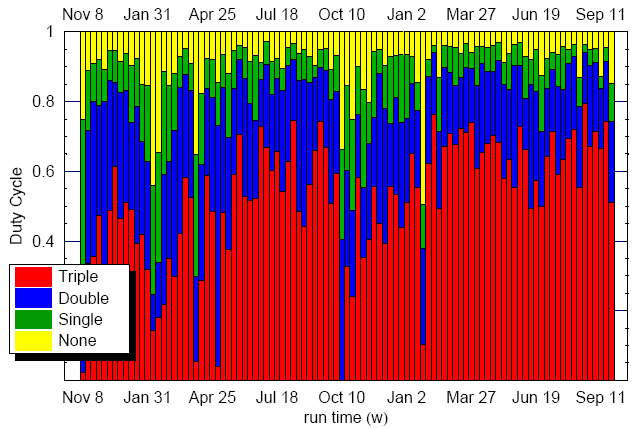 Nov 8 Jan 31 Apr 25 Jul 18 Oct 10 Jan 2 Mar 27 Jun 19 Sep 11
1
0.8
0.6
0.4
Duty Cycle
Triple
Double
Single
None
Nov 8 Jan 31 Apr 25 Jul 18 Oct 10 Jan 2 Mar 27 Jun 19 Sep 11
run time (w)